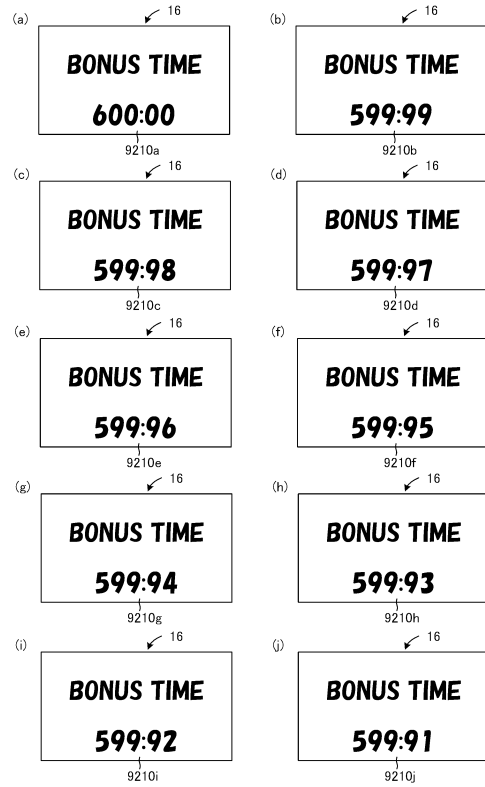 (a)
16
BONUS TIME
600:00
9210a
(b)
16
BONUS TIME
599:99
9210b
(c)
16
BONUS TIME
599:98
9210c
(d)
16
BONUS TIME
599:97
9210d
(e)
16
BONUS TIME
599:96
9210e
(f)
16
BONUS TIME
599:95
9210f
(g)
16
BONUS TIME
599:94
9210g
(h)
16
BONUS TIME
599:93
9210h
(i)
16
BONUS TIME
599:92
9210i
(j)
16
BONUS TIME
599:91
9210j